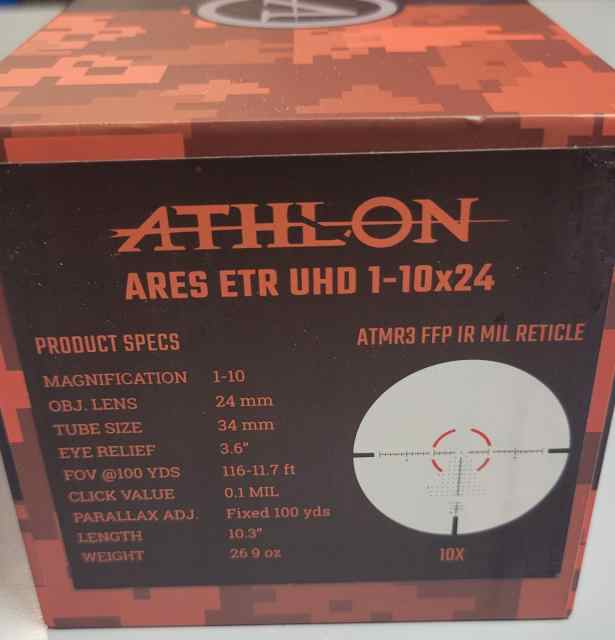 ATHLON
ARES ETR UHD 1-10x24
PRODUCT SPECS
MAGNIFICATION 1-10
OBJ. LENS 24 mm
TUBE SIZE 34 mm
EYE RELIEF 3.6"
FOV @100 YDS 116-11.7 ft
CLICK VALUE 0.1 MIL
PARALLAX ADJ. Fixed 100 yds
LENGTH 10.3"
WEIGHT 26.9 oz
ATMR3 FFP IR MIL RETICLE
10X